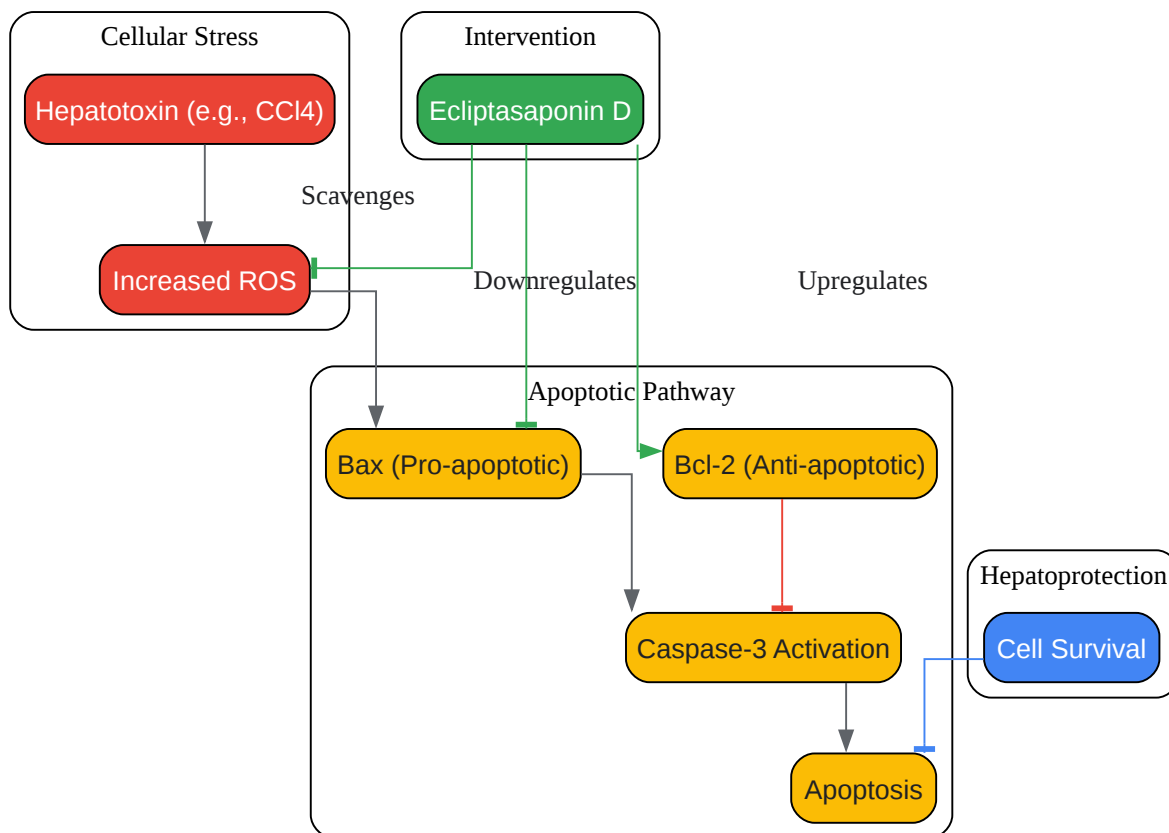 Cellular Stress
Intervention
Hepatotoxin (e.g., CCl4)
Ecliptasaponin D
Scavenges
Increased ROS
Downregulates
Upregulates
Apoptotic Pathway
Bax (Pro-apoptotic)
Bcl-2 (Anti-apoptotic)
Hepatoprotection
Caspase-3 Activation
Cell Survival
Apoptosis